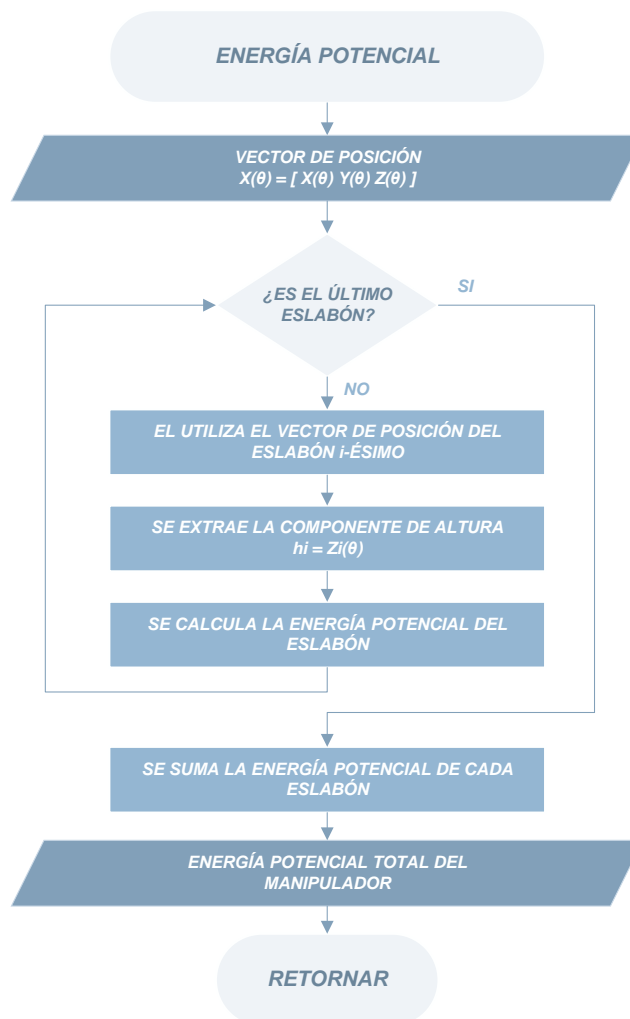 ENERGÍA POTENCIAL
VECTOR DE POSICIÓN
X(θ) = [ X(θ) Y(θ) Z(θ) ]
¿ES EL ÚLTIMO
ESLABÓN?
SI
NO
EL UTILIZA EL VECTOR DE POSICIÓN DEL
ESLABÓN i-ÉSIMO
SE EXTRAE LA COMPONENTE DE ALTURA
hi = Zi(θ)
SE CALCULA LA ENERGÍA POTENCIAL DEL
ESLABÓN
SE SUMA LA ENERGÍA POTENCIAL DE CADA
ESLABÓN
ENERGÍA POTENCIAL TOTAL DEL
MANIPULADOR
RETORNAR